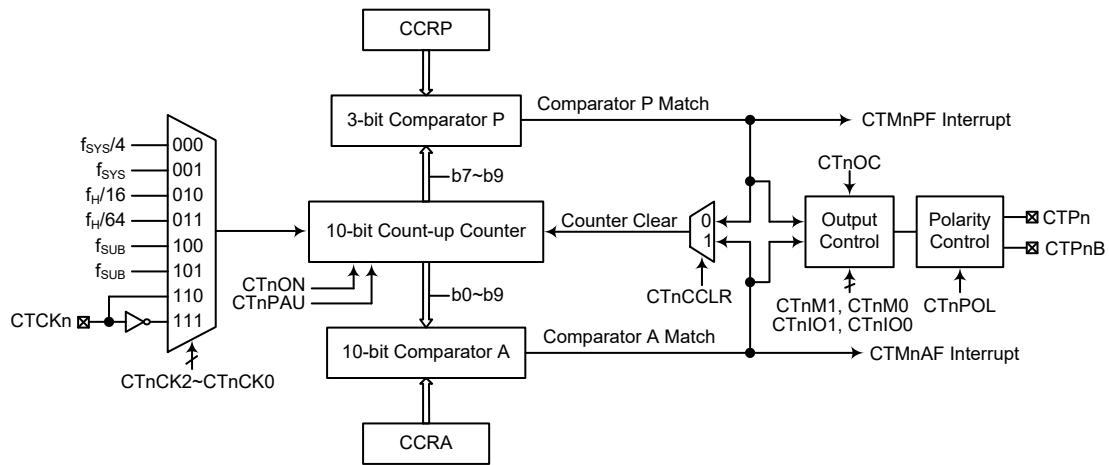 CCRP
3-bit Comparator P
Comparator P Match
CTMnPF Interrupt
b7~b9
fSYS/4
fSYS
fH/16
fH/64
fSUB
fSUB
CTCKn
000
001
010
011
100
101
110
111
CTnCK2~CTnCK0
10-bit Count-up Counter
CTnON
CTnPAU
Counter Clear
0
1
CTnCCLR
CTnOC
Output
Control
CTnM1, CTnM0
CTnIO1, CTnIO0
Polarity
Control
CTnPOL
CTPn
CTPnB
b0~b9
10-bit Comparator A
Comparator A Match
CTMnAF Interrupt
CCRA